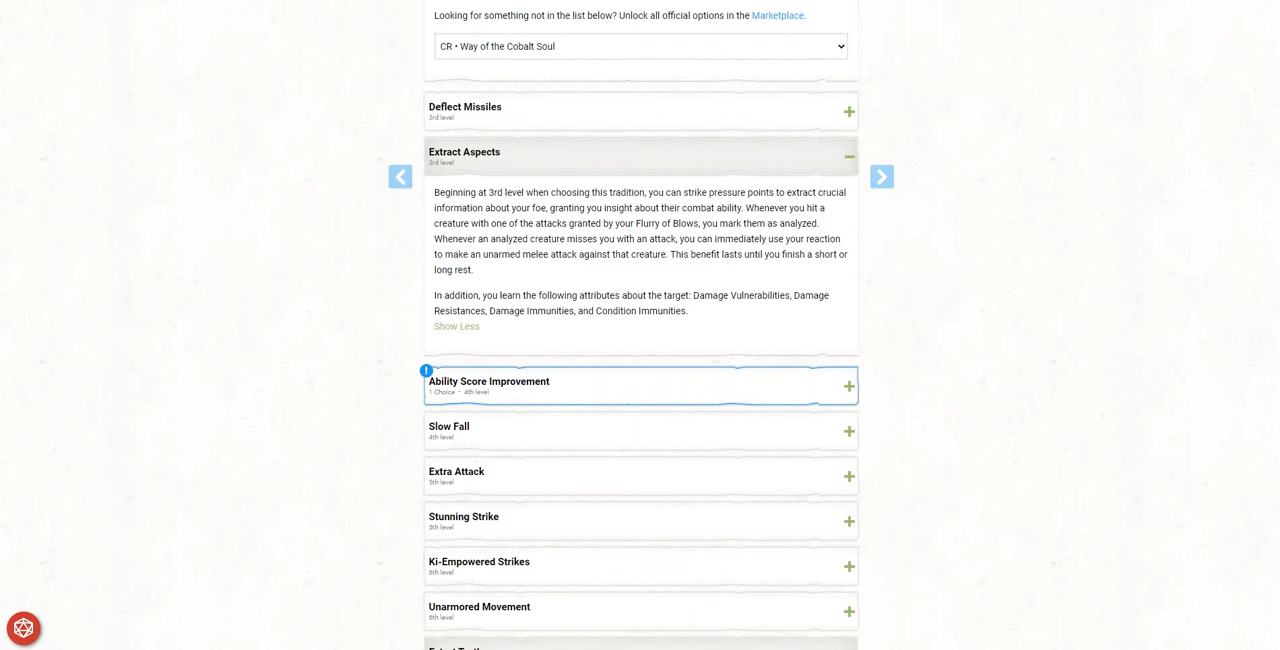 Looking for something not in the list below? Unlock all official options in the Marketplace.
CR • Way of the Cobalt Soul
Deflect Missiles
3rd level
Extract Aspects
3rd level
Beginning at 3rd level when choosing this tradition, you can strike pressure points to extract crucial
information about your foe, granting you insight about their combat ability. Whenever you hit a
creature with one of the attacks granted by your Flurry of Blows, you mark them as analyzed.
Whenever an analyzed creature misses you with an attack, you can immediately use your reaction
to make an unarmed melee attack against that creature. This benefit lasts until you finish a short or
long rest.
In addition, you learn the following attributes about the target: Damage Vulnerabilities, Damage
Resistances, Damage Immunities, and Condition Immunities.
Show Less
!
Ability Score Improvement
1 Choice • 4th level
Slow Fall
4th level
Extra Attack
5th level
Stunning Strike
5th level
Ki-Empowered Strikes
6th level
Unarmored Movement
6th level